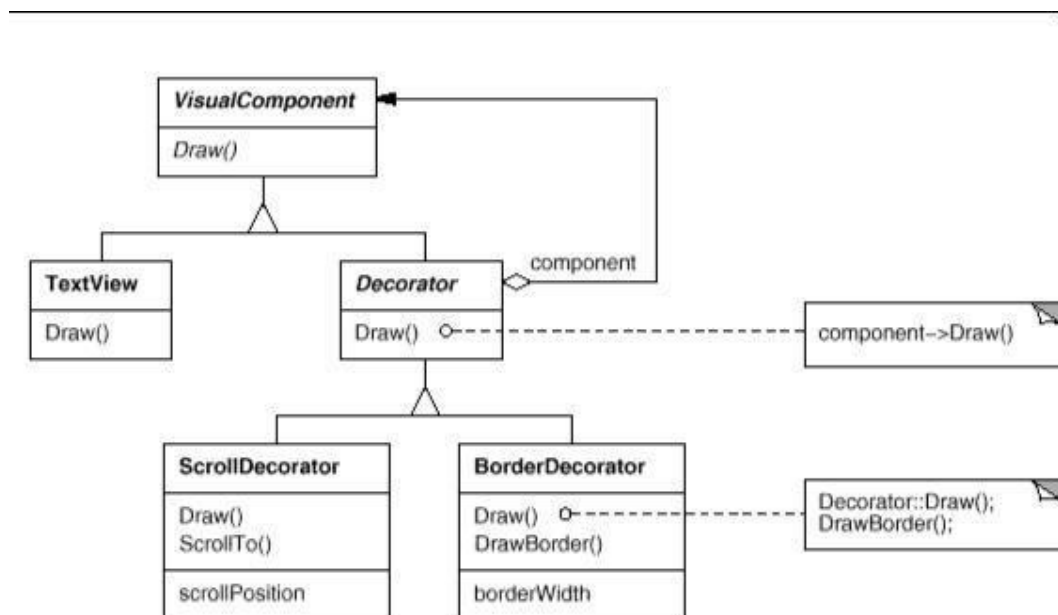 VisualComponent
Draw()
TextView
Draw()
Decorator
Draw()
component
component->Draw()
ScrollDecorator
Draw()
ScrollTo()
scrollPosition
BorderDecorator
Draw()
DrawBorder()
borderWidth
Decorator::Draw();
DrawBorder();